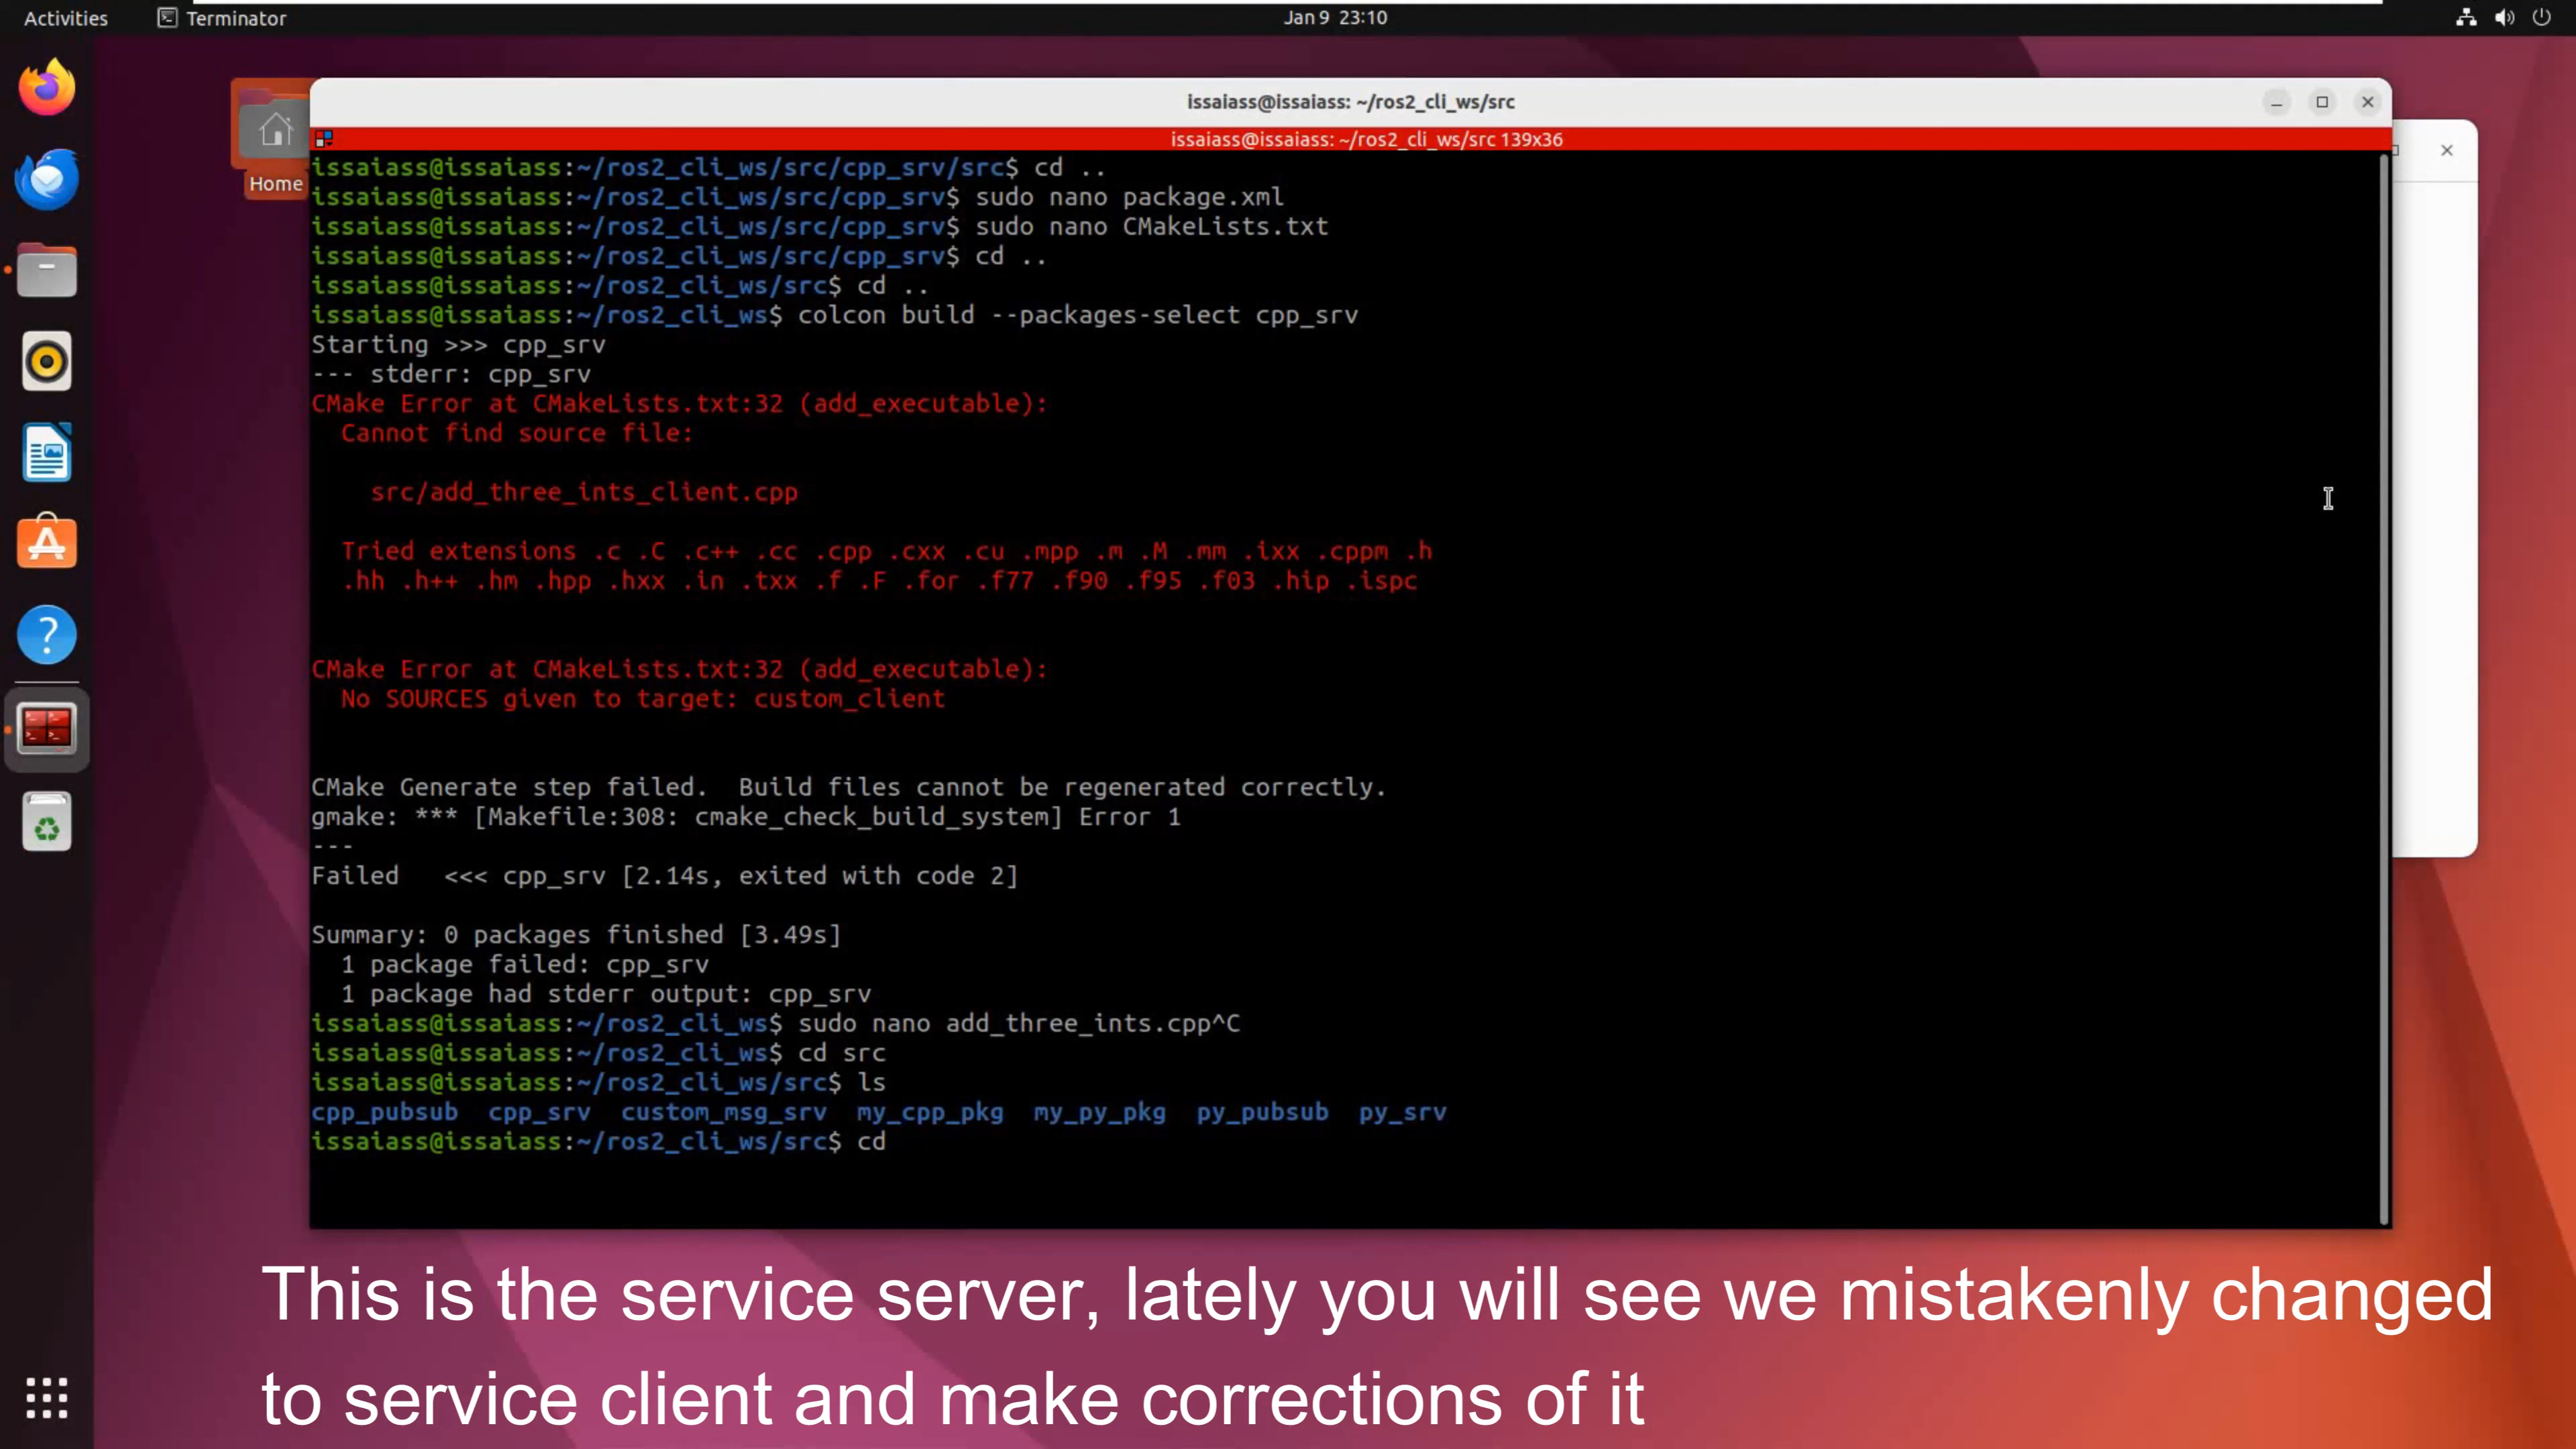 Activities Terminator Jan 9 23:10
Home
issaiass@issaiass: ~/ros2_cli_ws/src
issaiass@issaiass: ~/ros2_cli_ws/src 139x36
issaiass@issaiass:~/ros2_cli_ws/src/cpp_srv/src$ cd ..
issaiass@issaiass:~/ros2_cli_ws/src/cpp_srv$ sudo nano package.xml
issaiass@issaiass:~/ros2_cli_ws/src/cpp_srv$ sudo nano CMakeLists.txt
issaiass@issaiass:~/ros2_cli_ws/src/cpp_srv$ cd ..
issaiass@issaiass:~/ros2_cli_ws/src$ cd ..
issaiass@issaiass:~/ros2_cli_ws$ colcon build --packages-select cpp_srv
Starting >>> cpp_srv
--- stderr: cpp_srv
CMake Error at CMakeLists.txt:32 (add_executable):
Cannot find source file:
src/add_three_ints_client.cpp
Tried extensions .c .C .c++ .cc .cpp .cxx .cu .mpp .m .M .mm .ixx .cppm .h
.hh .h++ .hm .hpp .hxx .in .txx .f .F .for .f77 .f90 .f95 .f03 .hip .ispc
CMake Error at CMakeLists.txt:32 (add_executable):
No SOURCES given to target: custom_client
CMake Generate step failed.  Build files cannot be regenerated correctly.
gmake: *** [Makefile:308: cmake_check_build_system] Error 1
---
Failed   <<< cpp_srv [2.14s, exited with code 2]
Summary: 0 packages finished [3.49s]
1 package failed: cpp_srv
1 package had stderr output: cpp_srv
issaiass@issaiass:~/ros2_cli_ws$ sudo nano add_three_ints.cpp^C
issaiass@issaiass:~/ros2_cli_ws$ cd src
issaiass@issaiass:~/ros2_cli_ws/src$ ls
cpp_pubsub  cpp_srv  custom_msg_srv  my_cpp_pkg  my_py_pkg  py_pubsub  py_srv
issaiass@issaiass:~/ros2_cli_ws/src$ cd
This is the service server, lately you will see we mistakenly changed
to service client and make corrections of it